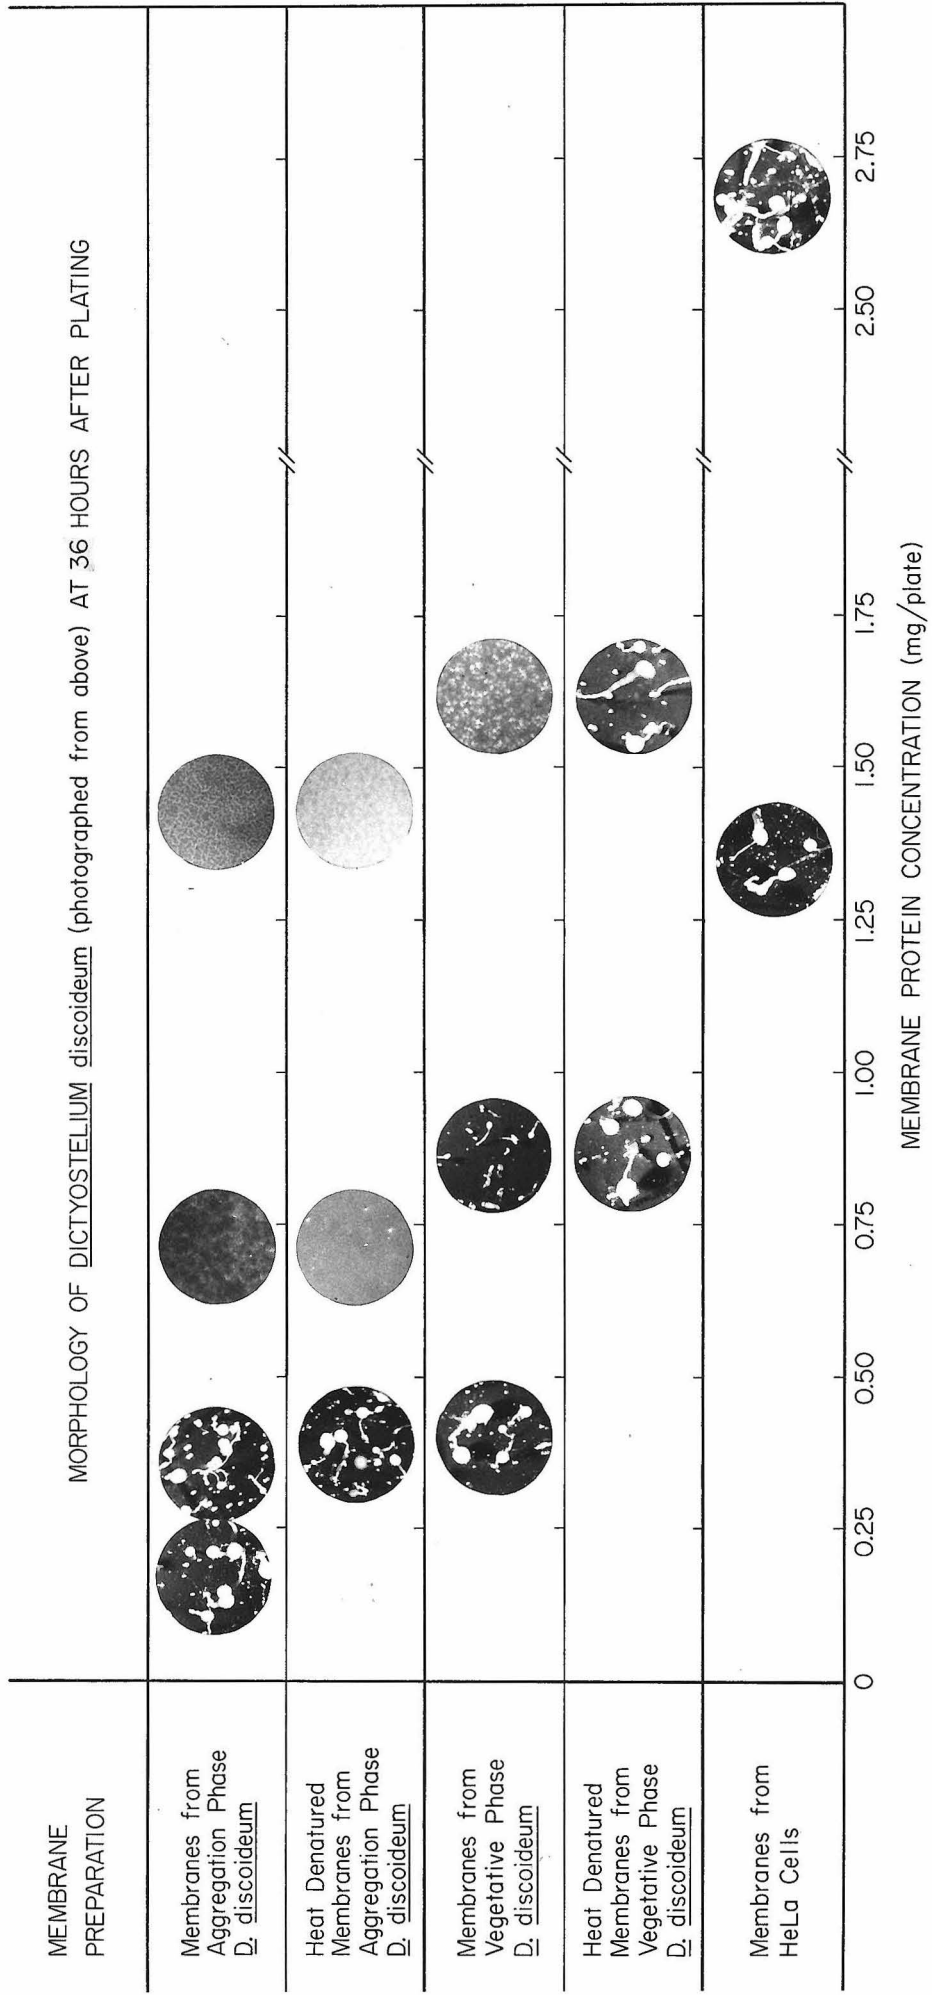 MORPHOLOGY OF DICTYOSTELIUM discoideum (photographed from above) AT 36 HOURS AFTER PLATING
MEMBRANE
PREPARATION
Membranes from
Aggregation Phase
D. discoideum
Heat Denatured
Membranes from
Aggregation Phase
D. discoideum
Membranes from
Vegetative Phase
D. discoideum
Heat Denatured
Membranes from
Vegetative Phase
D. discoideum
Membranes from
HeLa Cells
0 0.25 0.50 0.75 1.00 1.25 1.50 1.75 2.50 2.75
MEMBRANE PROTEIN CONCENTRATION (mg/plate)